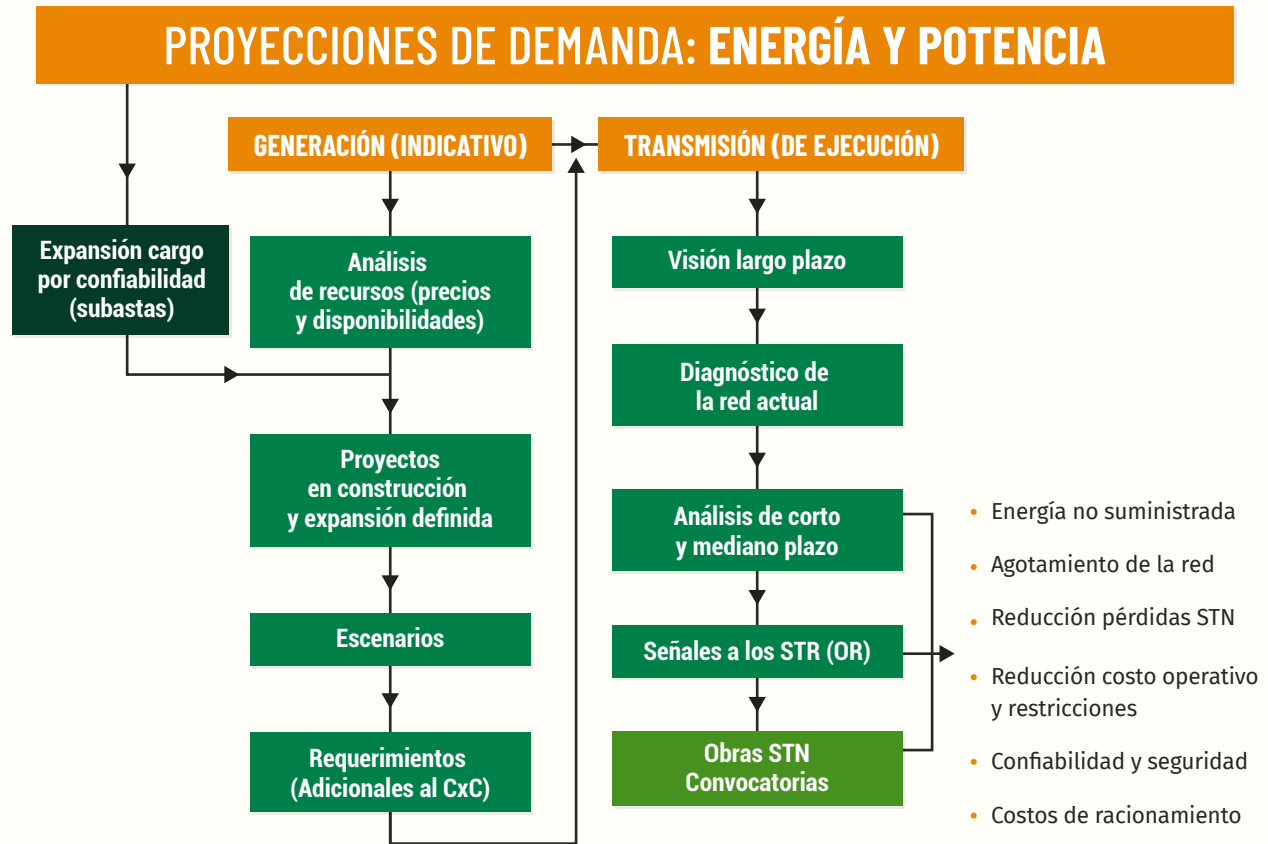 PROYECCIONES DE DEMANDA: ENERGÍA Y POTENCIA
GENERACIÓN (INDICATIVO)
TRANSMISIÓN (DE EJECUCIÓN)
Expansión cargo
por confiabilidad
(subastas)
Análisis
de recursos (precios
y disponibilidades)
Proyectos
en construcción
y expansión definida
Escenarios
Requerimientos
(Adicionales al CxC)
Visión largo plazo
Diagnóstico de
la red actual
Análisis de corto
y mediano plazo
Señales a los STR (OR)
Obras STN
Convocatorias
• Energía no suministrada
• Agotamiento de la red
• Reducción pérdidas STN
• Reducción costo operativo
y restricciones
• Confiabilidad y seguridad
• Costos de racionamiento